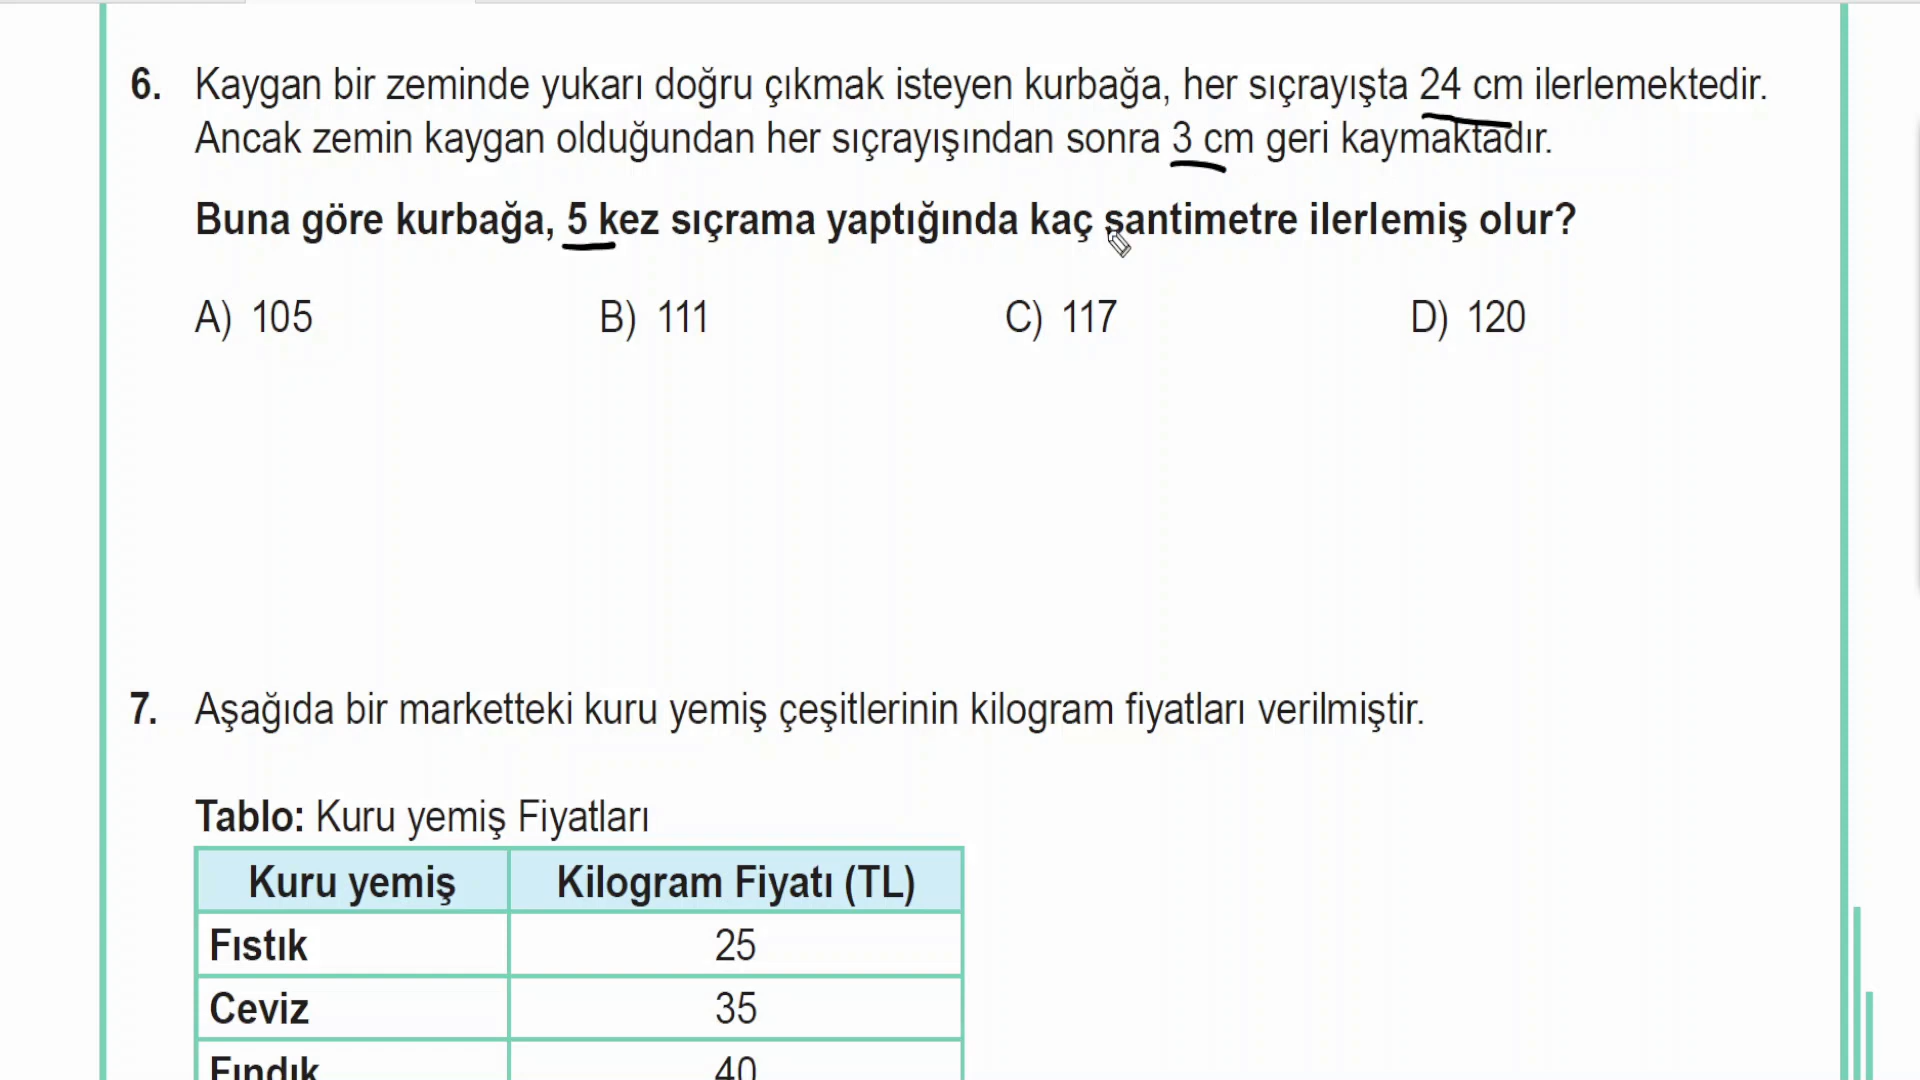 6. Kaygan bir zeminde yukarı doğru çıkmak isteyen kurbağa, her sıçrayışta 24 cm ilerlemektedir.
Ancak zemin kaygan olduğundan her sıçrayışından sonra 3 cm geri kaymaktadır.
Buna göre kurbağa, 5 kez sıçrama yaptığında kaç santimetre ilerlemiş olur?
A) 105 B) 111 C) 117 D) 120
7. Aşağıda bir marketteki kuru yemiş çeşitlerinin kilogram fiyatları verilmiştir.
Tablo: Kuru yemiş Fiyatları
Kuru yemiş Kilogram Fiyatı (TL)
Fıstık 25
Ceviz 35
Fındık 40